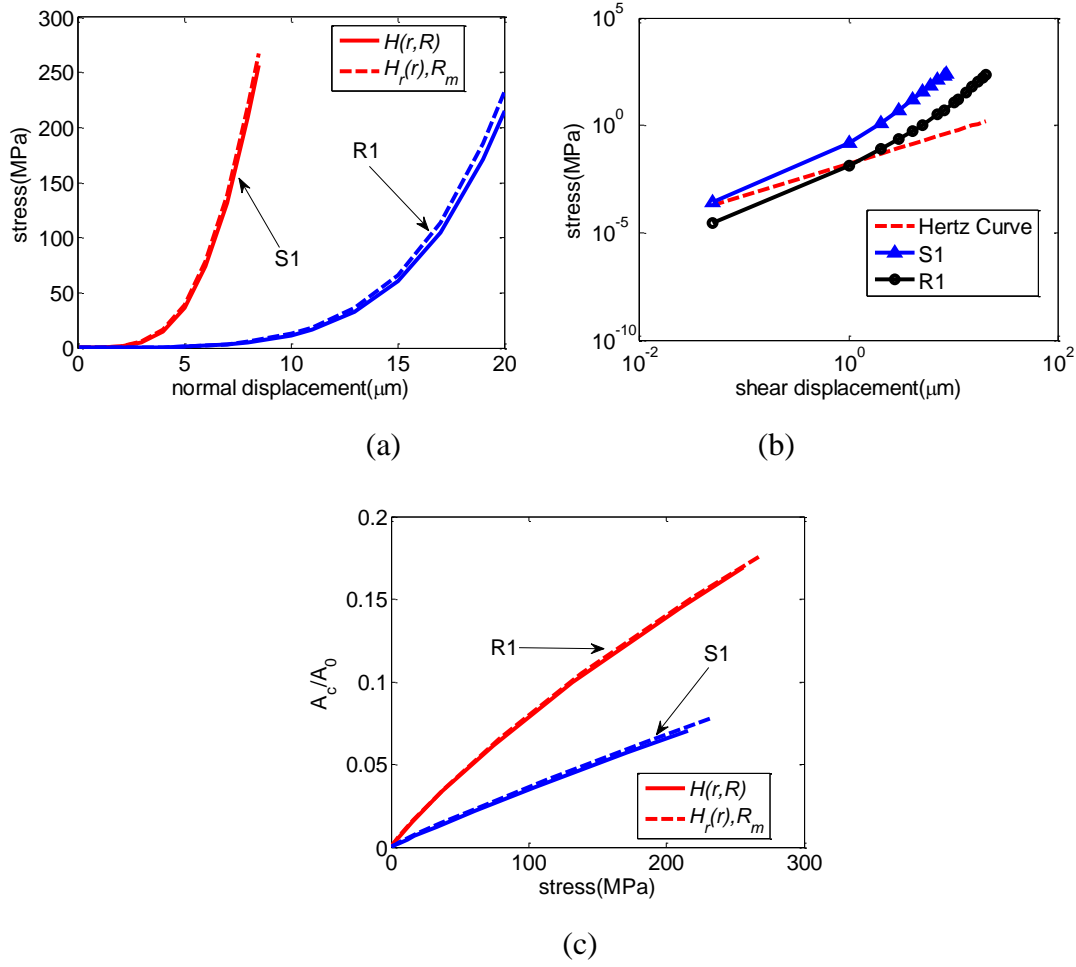 300
250
200
150
100
50
0
stress(MPa)
0
5
10
15
20
normal displacement(μm)
H(r,R)
H_r(r),R_m
R1
S1
(a)
10^5
10^0
10^-5
10^-10
stress(MPa)
10^-2
10^0
10^2
shear displacement(μm)
Hertz Curve
S1
R1
(b)
0.2
0.15
0.1
0.05
0
A_c/A_0
0
100
200
300
stress(MPa)
R1
S1
H(r,R)
H_r(r),R_m
(c)